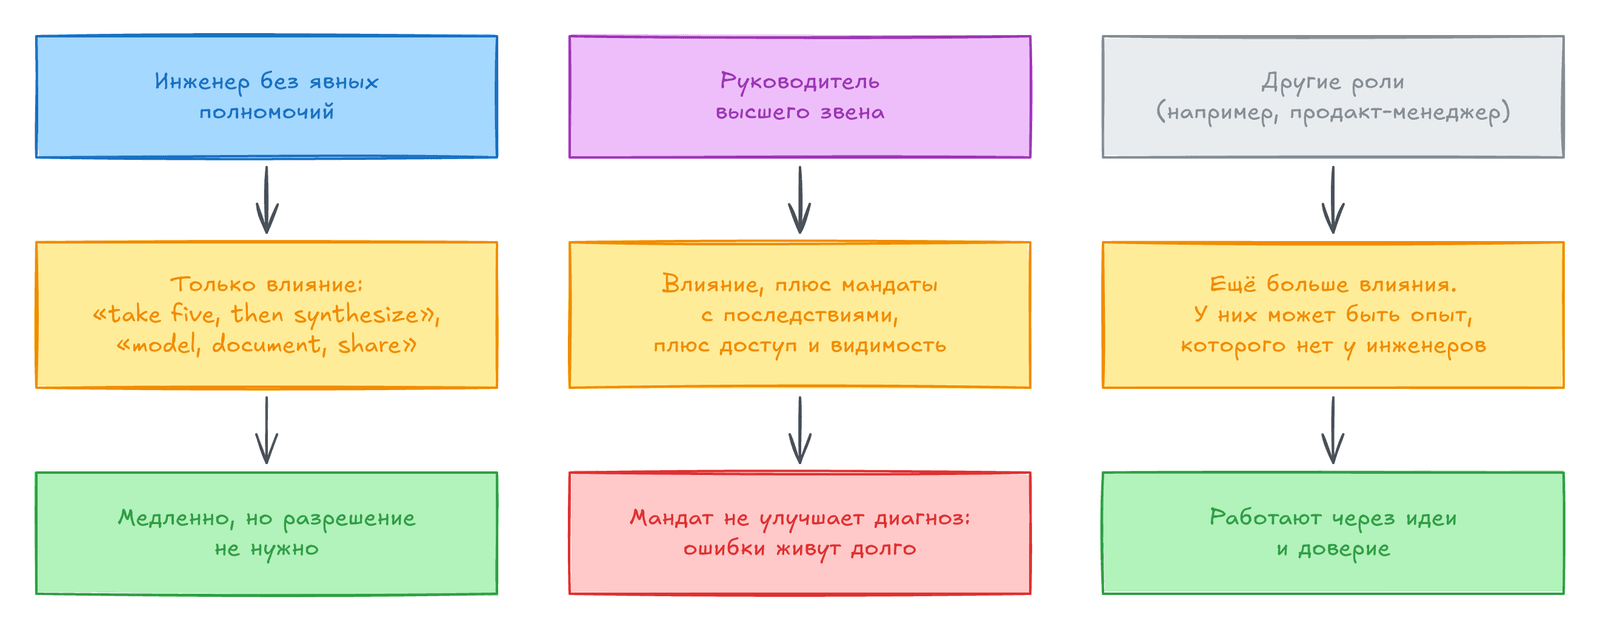 Инженер без явных
полномочий
Руководитель
высшего звена
Другие роли
(например, продакт-менеджер)
Только влияние:
«take five, then synthesize»,
«model, document, share»
Влияние, плюс мандаты
с последствиями,
плюс доступ и видимость
Ещё больше влияния.
У них может быть опыт,
которого нет у инженеров
Медленно, но разрешение
не нужно
Мандат не улучшает диагноз:
ошибки живут долго
Работают через идеи
и доверие